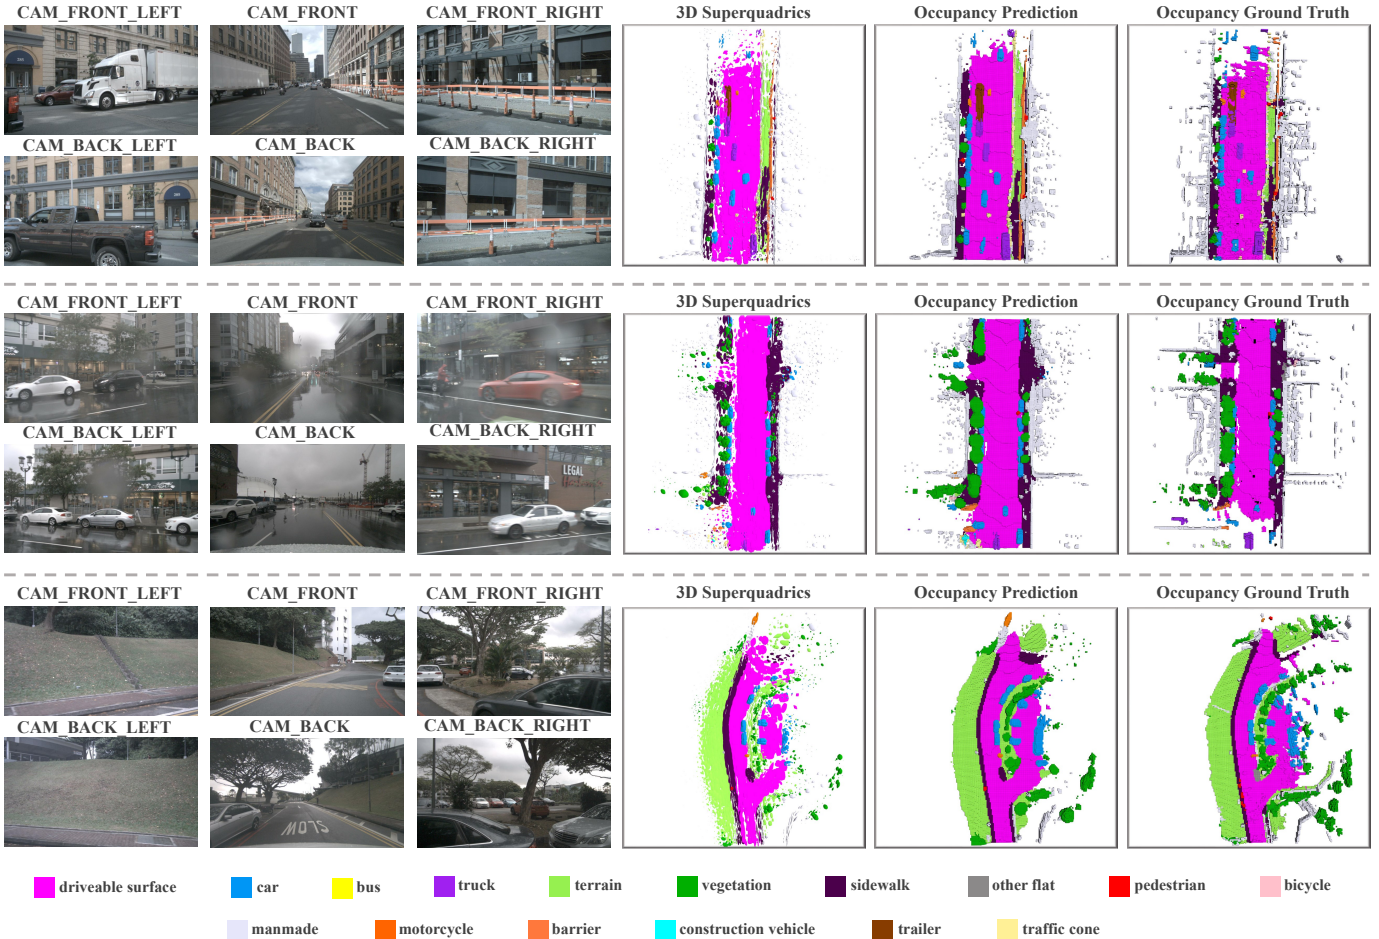 CAM_FRONT_LEFT CAM_FRONT CAM_FRONT_RIGHT 3D Superquadrics Occupancy Prediction Occupancy Ground Truth
CAM_BACK_LEFT CAM_BACK CAM_BACK_RIGHT
CAM_FRONT_LEFT CAM_FRONT CAM_FRONT_RIGHT 3D Superquadrics Occupancy Prediction Occupancy Ground Truth
CAM_BACK_LEFT CAM_BACK CAM_BACK_RIGHT
LEGAL
CAM_FRONT_LEFT CAM_FRONT CAM_FRONT_RIGHT 3D Superquadrics Occupancy Prediction Occupancy Ground Truth
CAM_BACK_LEFT CAM_BACK CAM_BACK_RIGHT
SLOW
driveable surface car bus truck terrain vegetation sidewalk other flat pedestrian bicycle
manmade motorcycle barrier construction vehicle trailer traffic cone